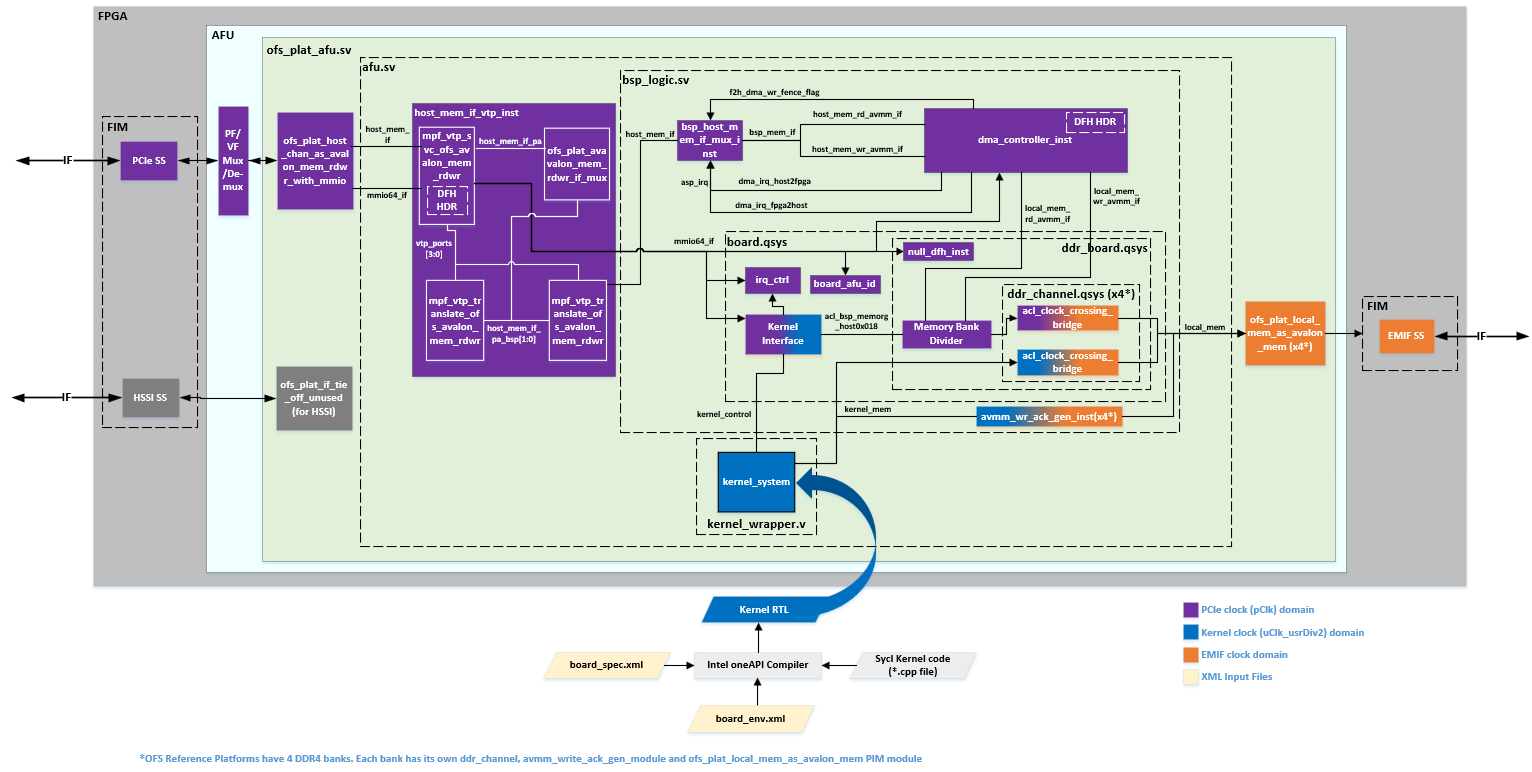 FPGA
AFU
ofs_plat_afu.sv
afu.sv
bsp_logic.sv
FIM
IF
PCIe SS
PF/
VF
Mux
/De-
mux
ofs_plat_host
_chan_as_aval
on_mem_rdw
r_with_mmio
host_mem_
if
mmio64_if
host_mem_if_vtp_inst
mpf_vtp_s
vc_ofs_av
alon_mem
_rdwr
DFH
HDR
host_mem_if_pa
ofs_plat_ava
valon_mem_
rdwr_if_mux
vtp_ports
[3:0]
mpf_vtp_tr
anslate_of
s_avalon_
mem_rdwr
host_mem_if_
pa_bsp[1:0]
mpf_vtp_tr
anslate_of
s_avalon_
mem_rdwr
host_mem_if
f2h_dma_wr_fence_flag
bsp_host_m
em_if_mux_i
nst
bsp_mem_if
host_mem_rd_avmm_if
host_mem_wr_avmm_if
DFH HDR
dma_controller_inst
asp_irq
dma_irq_host2fpga
dma_irq_fpga2host
local_mem_
rd_avmm_if
local_mem_
wr_avmm_if
mmio64_if
board.qsys
null_dfh_inst
ddr_board.qsys
irq_ctrl
board_afu_id
ddr_channel.qsys (x4*)
Kernel
Interface
acl_bsp_memorg
_host0x018
Memory Bank
Divider
acl_clock_crossing_
bridge
acl_clock_crossing_
bridge
local_mem
ofs_plat_local_
mem_as_avalon
_mem (x4*)
FIM
EMIF SS
IF
HSSI SS
IF
ofs_plat_if_tie
_off_unused
(for HSSI)
kernel_control
kernel_mem
avmm_wr_ack_gen_inst(x4*)
kernel_system
kernel_wrapper.v
Kernel RTL
board_spec.xml
Intel oneAPI Compiler
Sycl Kernel code
(*.cpp file)
board_env.xml
PCIe clock (pClk) domain
Kernel clock (uClk_usrDiv2) domain
EMIF clock domain
XML Input Files
*OFS Reference Platforms have 4 DDR4 banks. Each bank has its own ddr_channel, avmm_write_ack_gen_module and ofs_plat_local_mem_as_avalon_mem PIM module